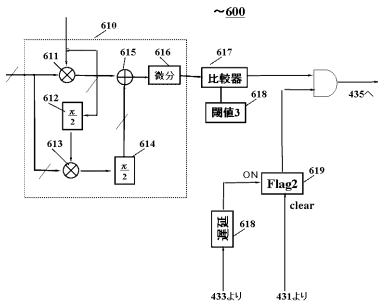 ～600
610
611
615
616
617
微分
比較器
612
π/2
閾値3
618
435へ
613
614
π/2
ON
Flag2
619
clear
遅延
618
433より
431より